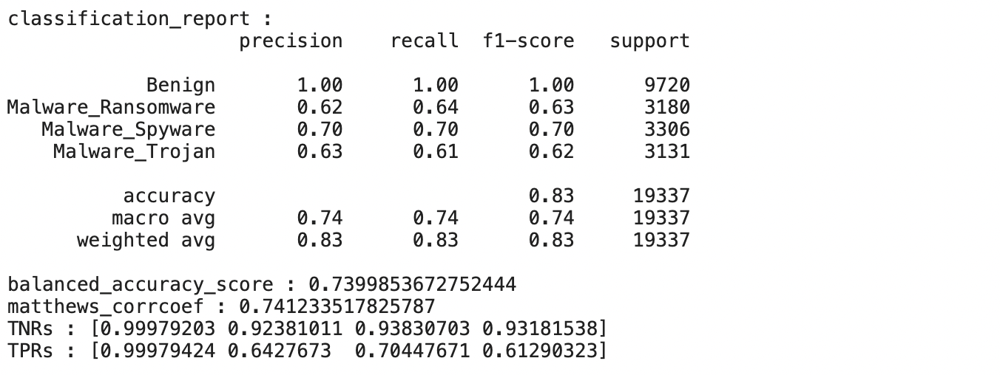 classification_report :
precision recall f1-score support
Benign 1.00 1.00 1.00 9720
Malware_Ransomware 0.62 0.64 0.63 3180
Malware_Spyware 0.70 0.70 0.70 3306
Malware_Trojan 0.63 0.61 0.62 3131
accuracy 0.83 19337
macro avg 0.74 0.74 0.74 19337
weighted avg 0.83 0.83 0.83 19337
balanced_accuracy_score : 0.7399853672752444
matthews_corrcoef : 0.741233517825787
TNRs : [0.99979203 0.92381011 0.93830703 0.93181538]
TPRs : [0.99979424 0.6427673  0.70447671 0.61290323]